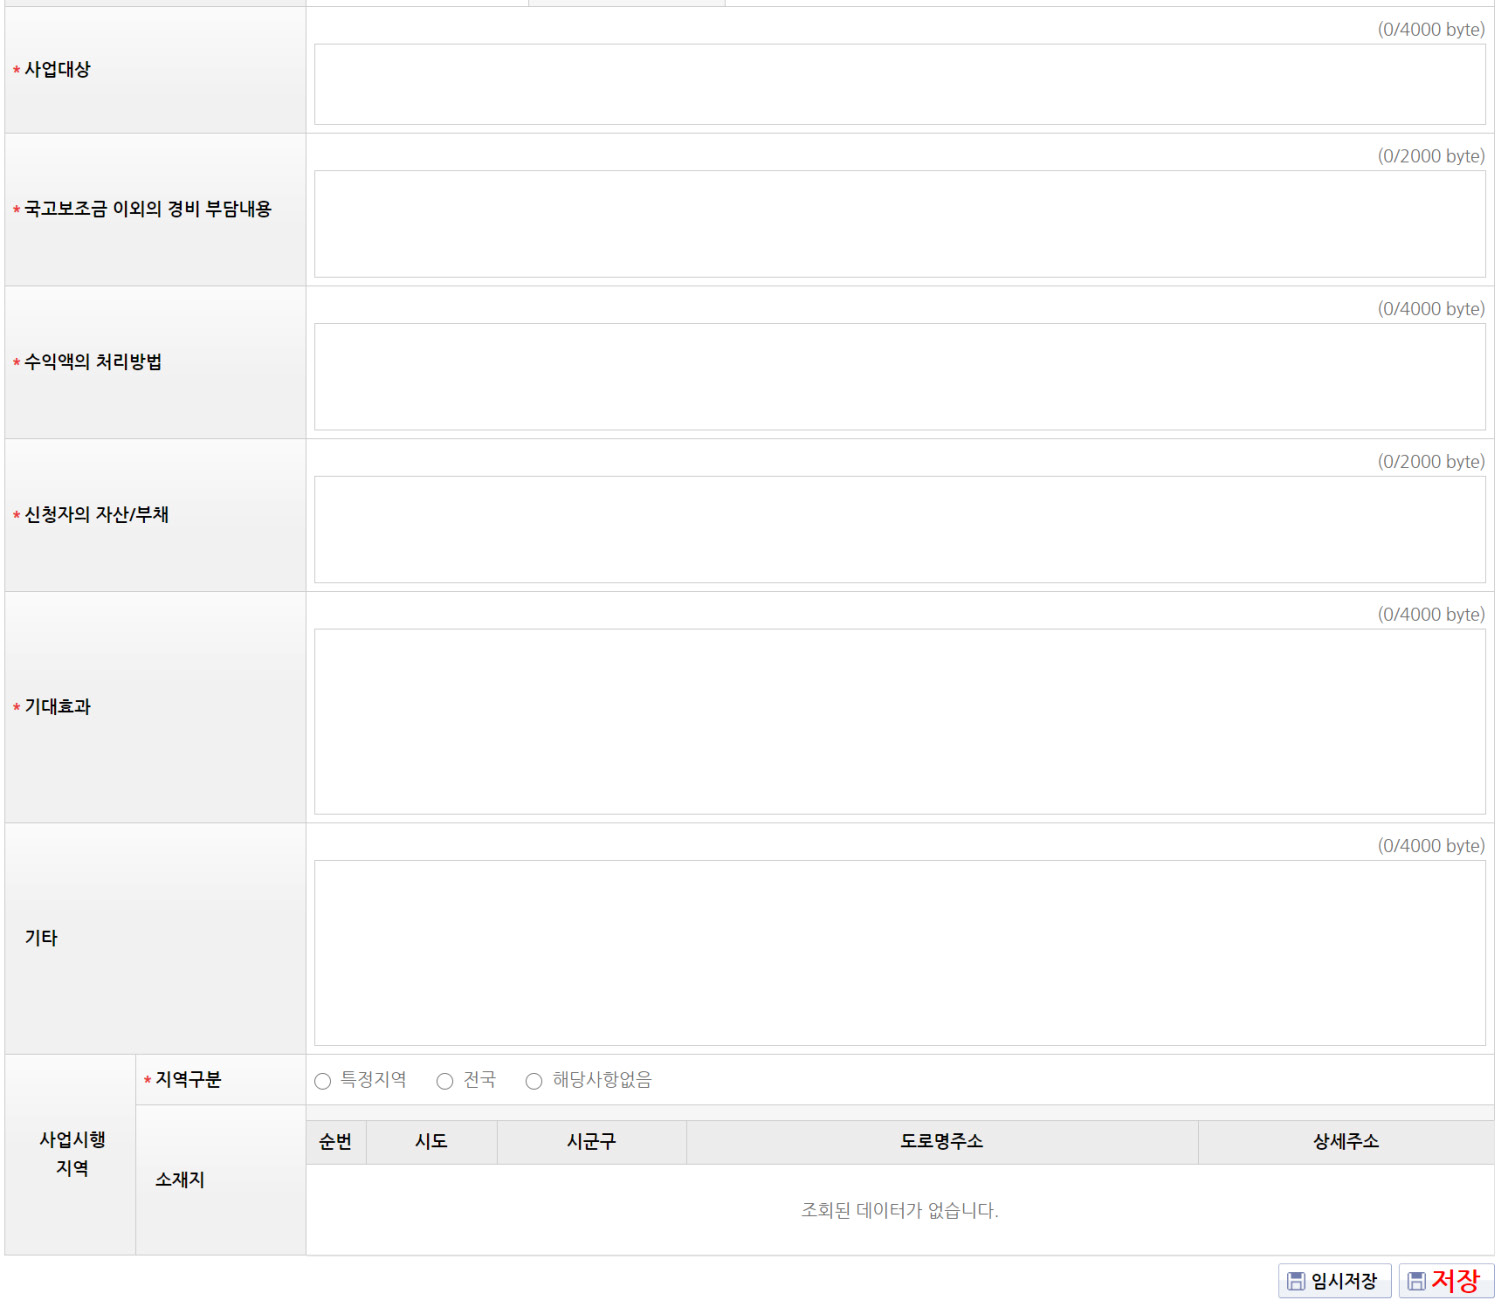 (0/4000 byte)
* 사업대상
(0/2000 byte)
* 국고보조금 이외의 경비 부담내용
(0/4000 byte)
* 수익액의 처리방법
(0/2000 byte)
* 신청자의 자산/부채
(0/4000 byte)
* 기대효과
(0/4000 byte)
기타
사업시행
지역
* 지역구분
특정지역 전국 해당사항없음
소재지
순번 시도 시군구 도로명주소 상세주소
조회된 데이터가 없습니다.
임시저장 저장